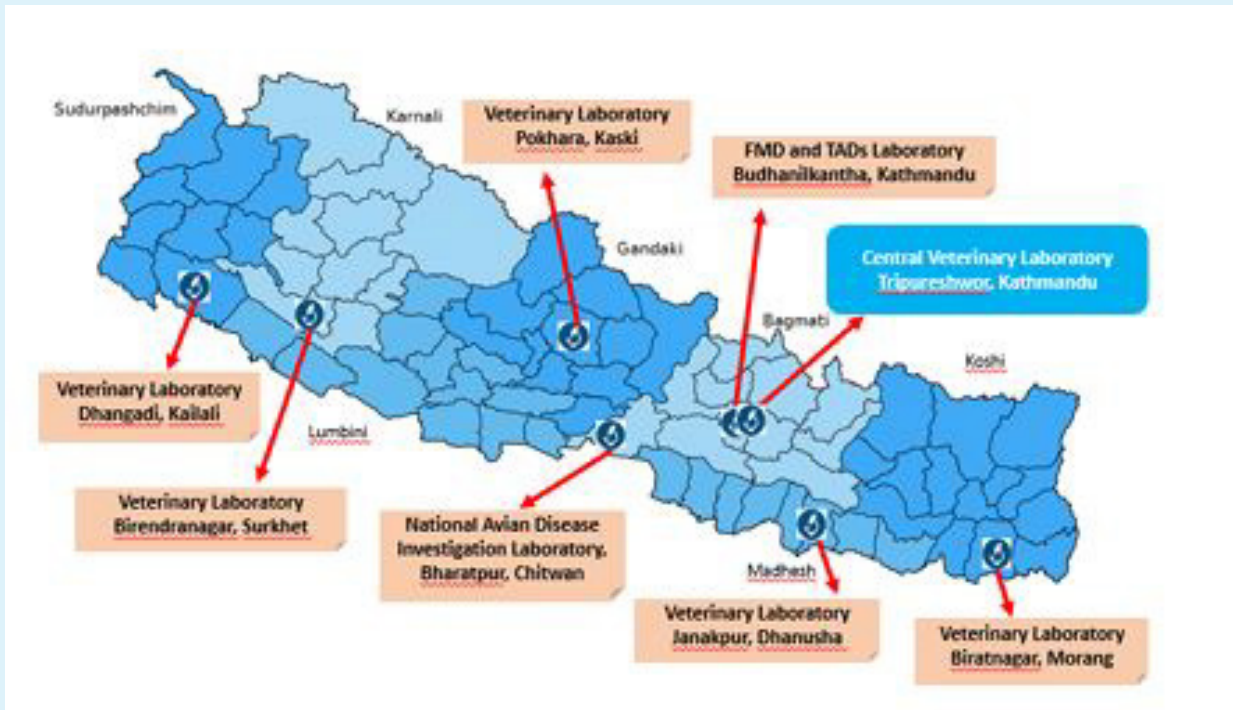 Sudurpashchim
Karnali
Veterinary Laboratory
Pokhara, Kaski
FMD and TADs Laboratory
Budhanilkantha, Kathmandu
Gandaki
Central Veterinary Laboratory
Tripureshwor, Kathmandu
Bagmati
Koshi
Veterinary Laboratory
Dhangadi, Kailali
Lumbini
Veterinary Laboratory
Birendranagar, Surkhet
National Avian Disease
Investigation Laboratory,
Bharatpur, Chitwan
Madhesh
Veterinary Laboratory
Janakpur, Dhanusha
Veterinary Laboratory
Biratnagar, Morang